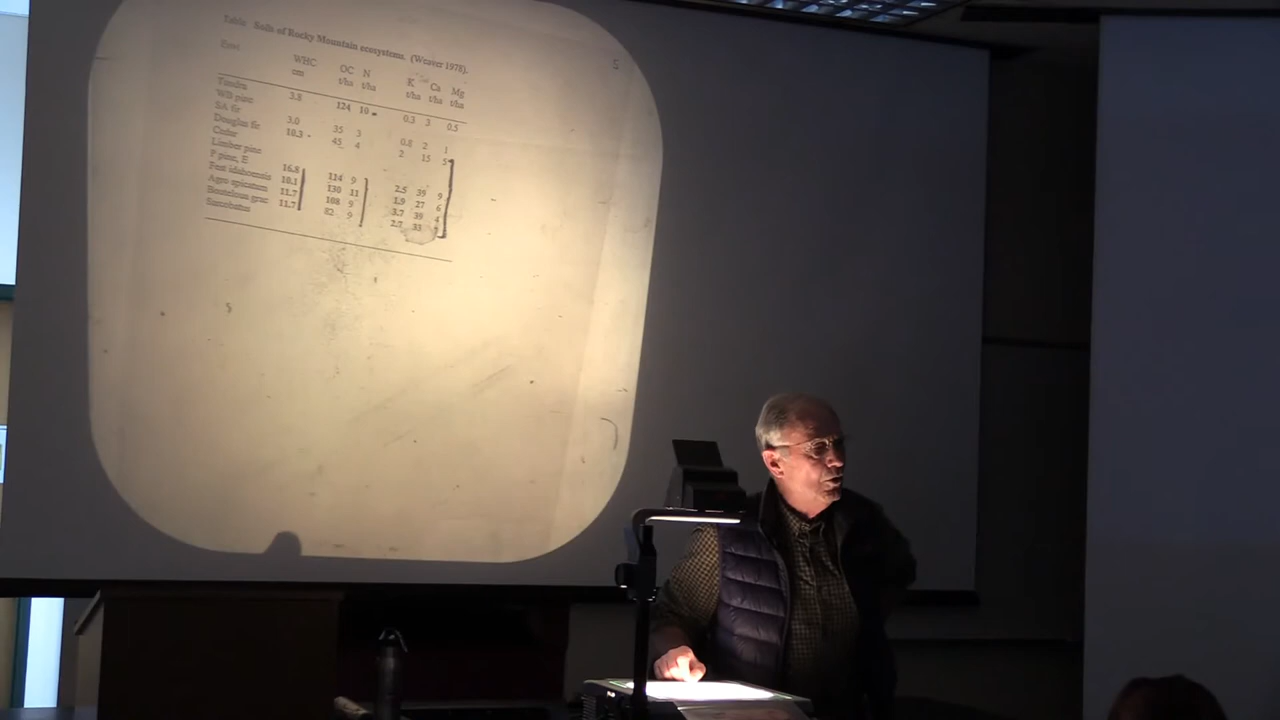 Table Soils of Rocky Mountain ecosystems. (Weaver 1978).
Envt WHC OC N K Ca Mg
cm t/ha t/ha t/ha t/ha t/ha
Tundra 3.8 124 10 0.3 3 0.5
WB pine
SA fir 3.0 35 3 0.8 2 1
Douglas fir 10.3 45 4 2 15 5
Cedar
Limber pine
P pine, E 16.8 114 9 2.5 39 9
Fest idahoensis 10.1 130 11 1.9 27 6
Agro spicatum 11.7 108 9 3.7 39 4
Bouteloua grac 11.7 82 9 2.7 33
Sarcobatus
5